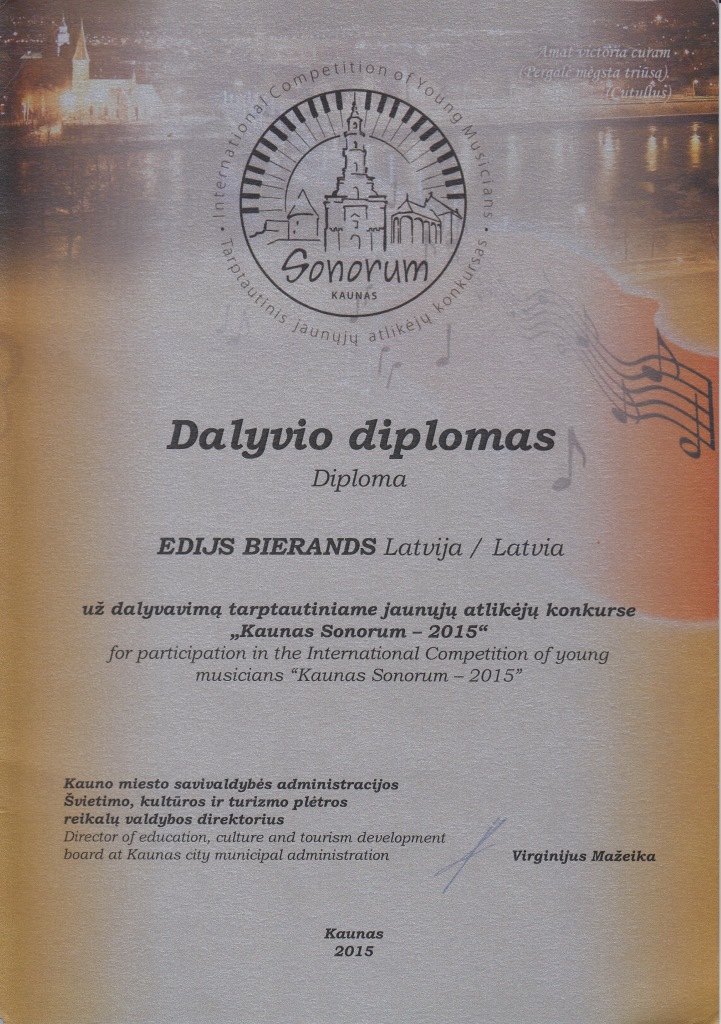 Amat victoria curam
(Pergalė mėgsta triūsą).
(Cutullus)
• International Competition of Young Musicians •
Tarptautinis jaunųjų atlikėjų konkursas
Sonorum
KAUNAS
Dalyvio diplomas
Diploma
EDIJS BIERANDS Latvija / Latvia
už dalyvavimą tarptautiniame jaunųjų atlikėjų konkurse
„Kaunas Sonorum – 2015“
for participation in the International Competition of young
musicians “Kaunas Sonorum – 2015”
Kauno miesto savivaldybės administracijos
Švietimo, kultūros ir turizmo plėtros
reikalų valdybos direktorius
Director of education, culture and tourism development
board at Kaunas city municipal administration
Virginijus Mažeika
Kaunas
2015